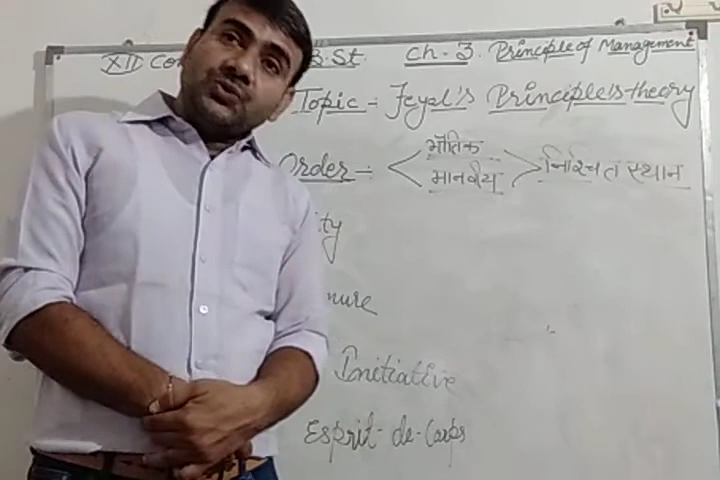 XII Co B.St. Ch-3. Principle of Management
Topic = Feyol's Principle's theory
Order = भौतिक
मानवीय निश्चित स्थान
ity
nure
Initiative
Esprit-de-Corps